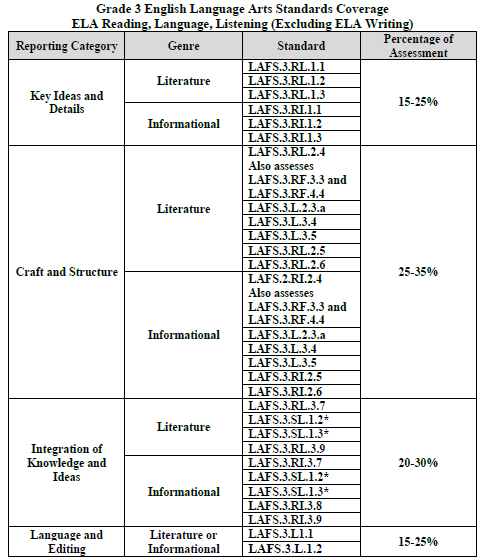 Grade 3 English Language Arts Standards Coverage
ELA Reading, Language, Listening (Excluding ELA Writing)
Reporting Category
Genre
Standard
Percentage of
Assessment
Key Ideas and
Details
Literature
LAFS.3.RL.1.1
LAFS.3.RL.1.2
LAFS.3.RL.1.3
Informational
LAFS.3.RI.1.1
LAFS.3.RI.1.2
LAFS.3.RI.1.3
15-25%
Craft and Structure
Literature
LAFS.3.RL.2.4
Also assesses
LAFS.3.RF.3.3 and
LAFS.3.RF.4.4
LAFS.3.L.2.3.a
LAFS.3.L.3.4
LAFS.3.L.3.5
LAFS.3.RL.2.5
LAFS.3.RL.2.6
Informational
LAFS.2.RI.2.4
Also assesses
LAFS.3.RF.3.3 and
LAFS.3.RF.4.4
LAFS.3.L.2.3.a
LAFS.3.L.3.4
LAFS.3.L.3.5
LAFS.3.RI.2.5
LAFS.3.RI.2.6
25-35%
Integration of
Knowledge and
Ideas
Literature
LAFS.3.RL.3.7
LAFS.3.SL.1.2*
LAFS.3.SL.1.3*
LAFS.3.RL.3.9
Informational
LAFS.3.RI.3.7
LAFS.3.SL.1.2*
LAFS.3.SL.1.3*
LAFS.3.RI.3.8
LAFS.3.RI.3.9
20-30%
Language and
Editing
Literature or
Informational
LAFS.3.L1.1
LAFS.3.L.1.2
15-25%